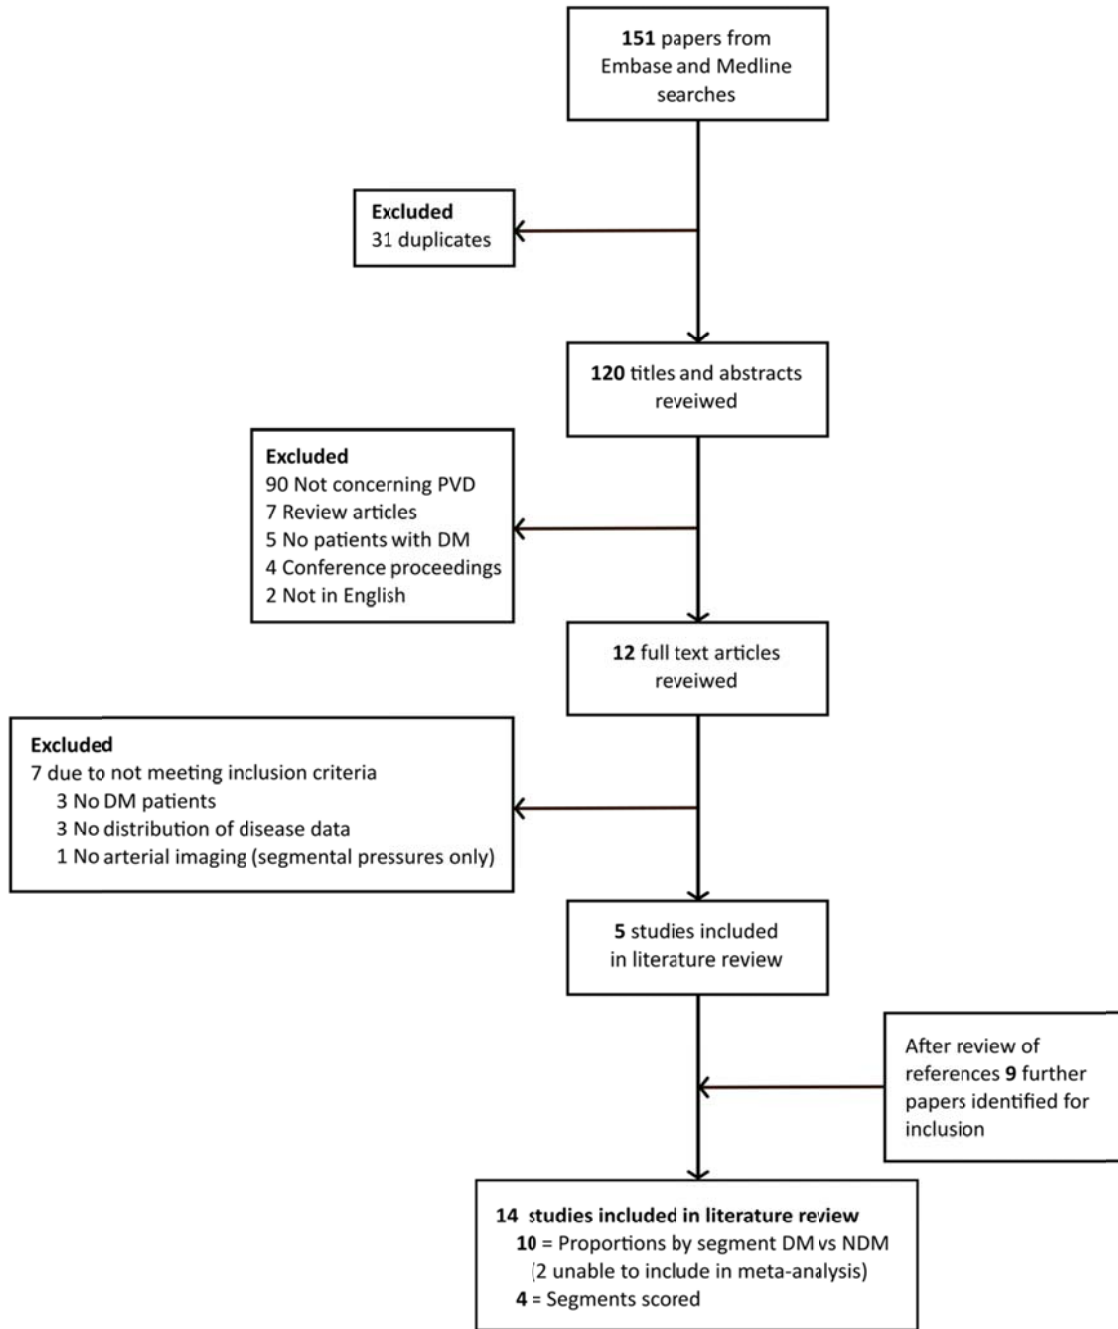 151 papers from
Embase and Medline
searches
Excluded
31 duplicates
120 titles and abstracts
reveiwed
Excluded
90 Not concerning PVD
7 Review articles
5 No patients with DM
4 Conference proceedings
2 Not in English
12 full text articles
reveiwed
Excluded
7 due to not meeting inclusion criteria
3 No DM patients
3 No distribution of disease data
1 No arterial imaging (segmental pressures only)
5 studies included
in literature review
After review of
references 9 further
papers identified for
inclusion
14 studies included in literature review
10 = Proportions by segment DM vs NDM
(2 unable to include in meta-analysis)
4 = Segments scored